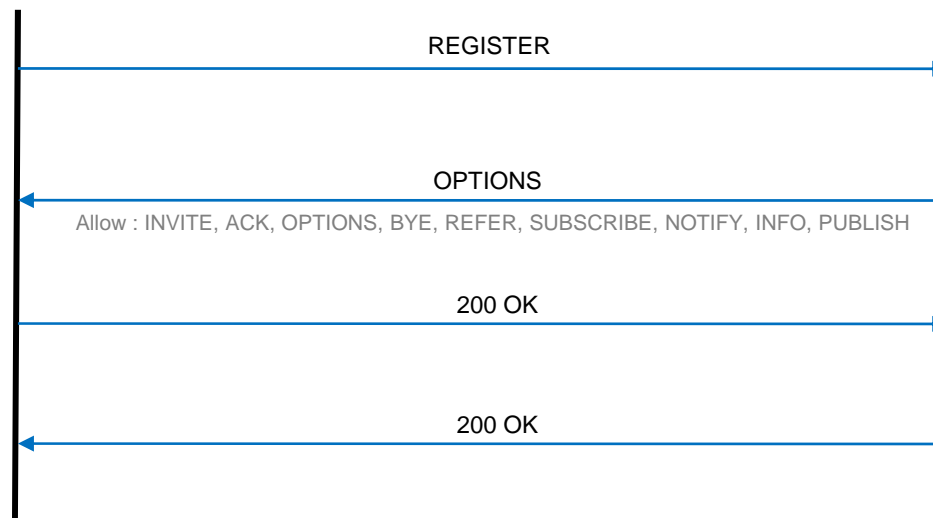 REGISTER
OPTIONS
Allow : INVITE, ACK, OPTIONS, BYE, REFER, SUBSCRIBE, NOTIFY, INFO, PUBLISH
200 OK
200 OK